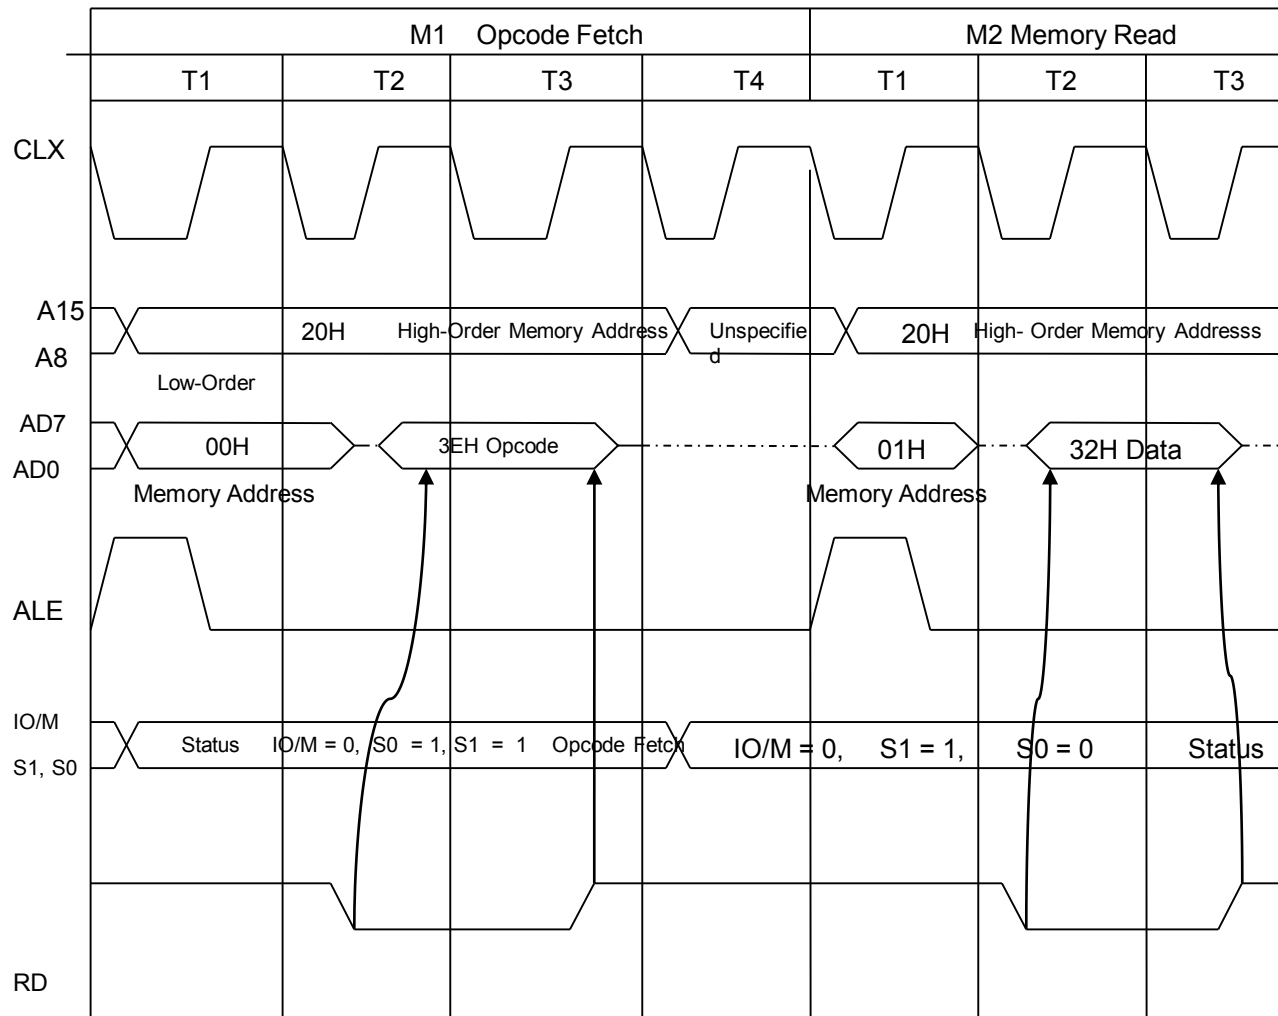 M1 Opcode Fetch M2 Memory Read
T1 T2 T3 T4 T1 T2 T3
CLX
A15
20H High-Order Memory Address Unspecifie 20H High- Order Memory Addresss
d
A8
Low-Order
AD7
00H 3EH Opcode 01H 32H Data
AD0
Memory Address Memory Address
ALE
IO/M
Status IO/M = 0, S0 = 1, S1 = 1 Opcode Fetch IO/M = 0, S1 = 1, S0 = 0 Status
S1, S0
RD